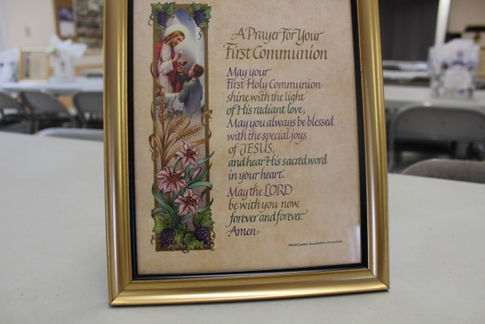 A Prayer For Your
First Communion
May your
First Holy Communion
shine with the light
of His radiant love,
May you always be blessed
with the special joys
of JESUS,
and hear His sacred word
in your heart.
May the LORD
be with you now,
forever and forever.
Amen.